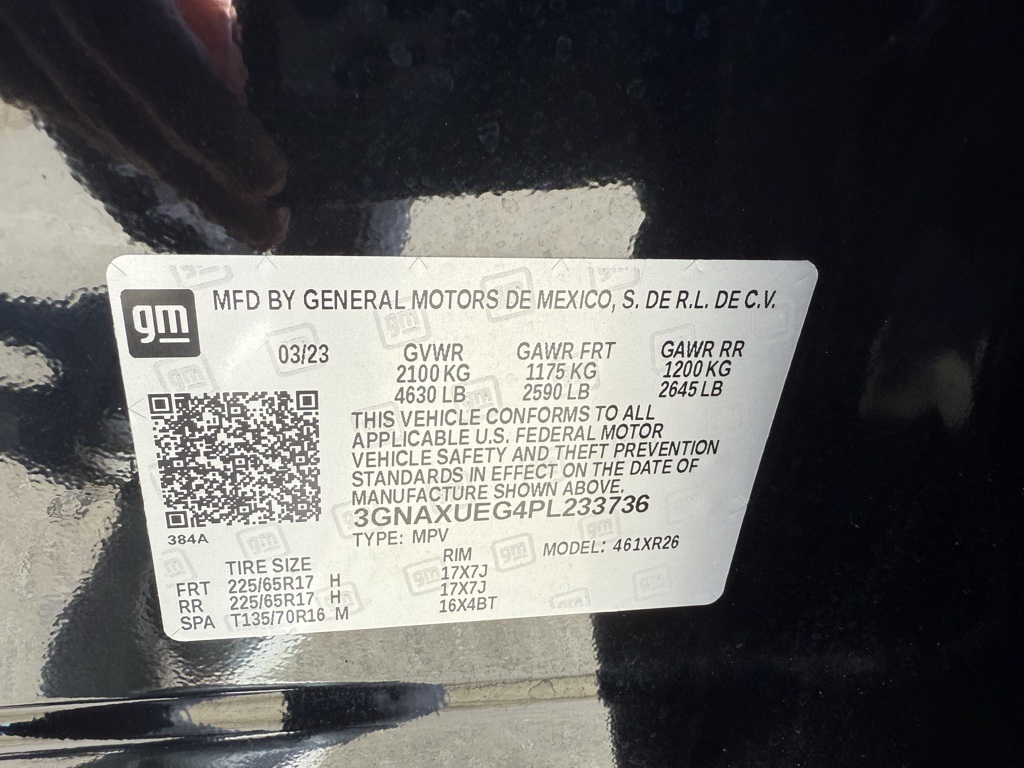 gm
MFD BY GENERAL MOTORS DE MEXICO, S. DE R.L. DE C.V.
03/23 GVWR GAWR FRT GAWR RR
2100 KG 1175 KG 1200 KG
4630 LB 2590 LB 2645 LB
THIS VEHICLE CONFORMS TO ALL
APPLICABLE U.S. FEDERAL MOTOR
VEHICLE SAFETY AND THEFT PREVENTION
STANDARDS IN EFFECT ON THE DATE OF
MANUFACTURE SHOWN ABOVE.
3GNAXUEG4PL233736
384A TYPE: MPV MODEL: 461XR26
TIRE SIZE RIM
FRT 225/65R17 H 17X7J
RR 225/65R17 H 17X7J
SPA T135/70R16 M 16X4BT